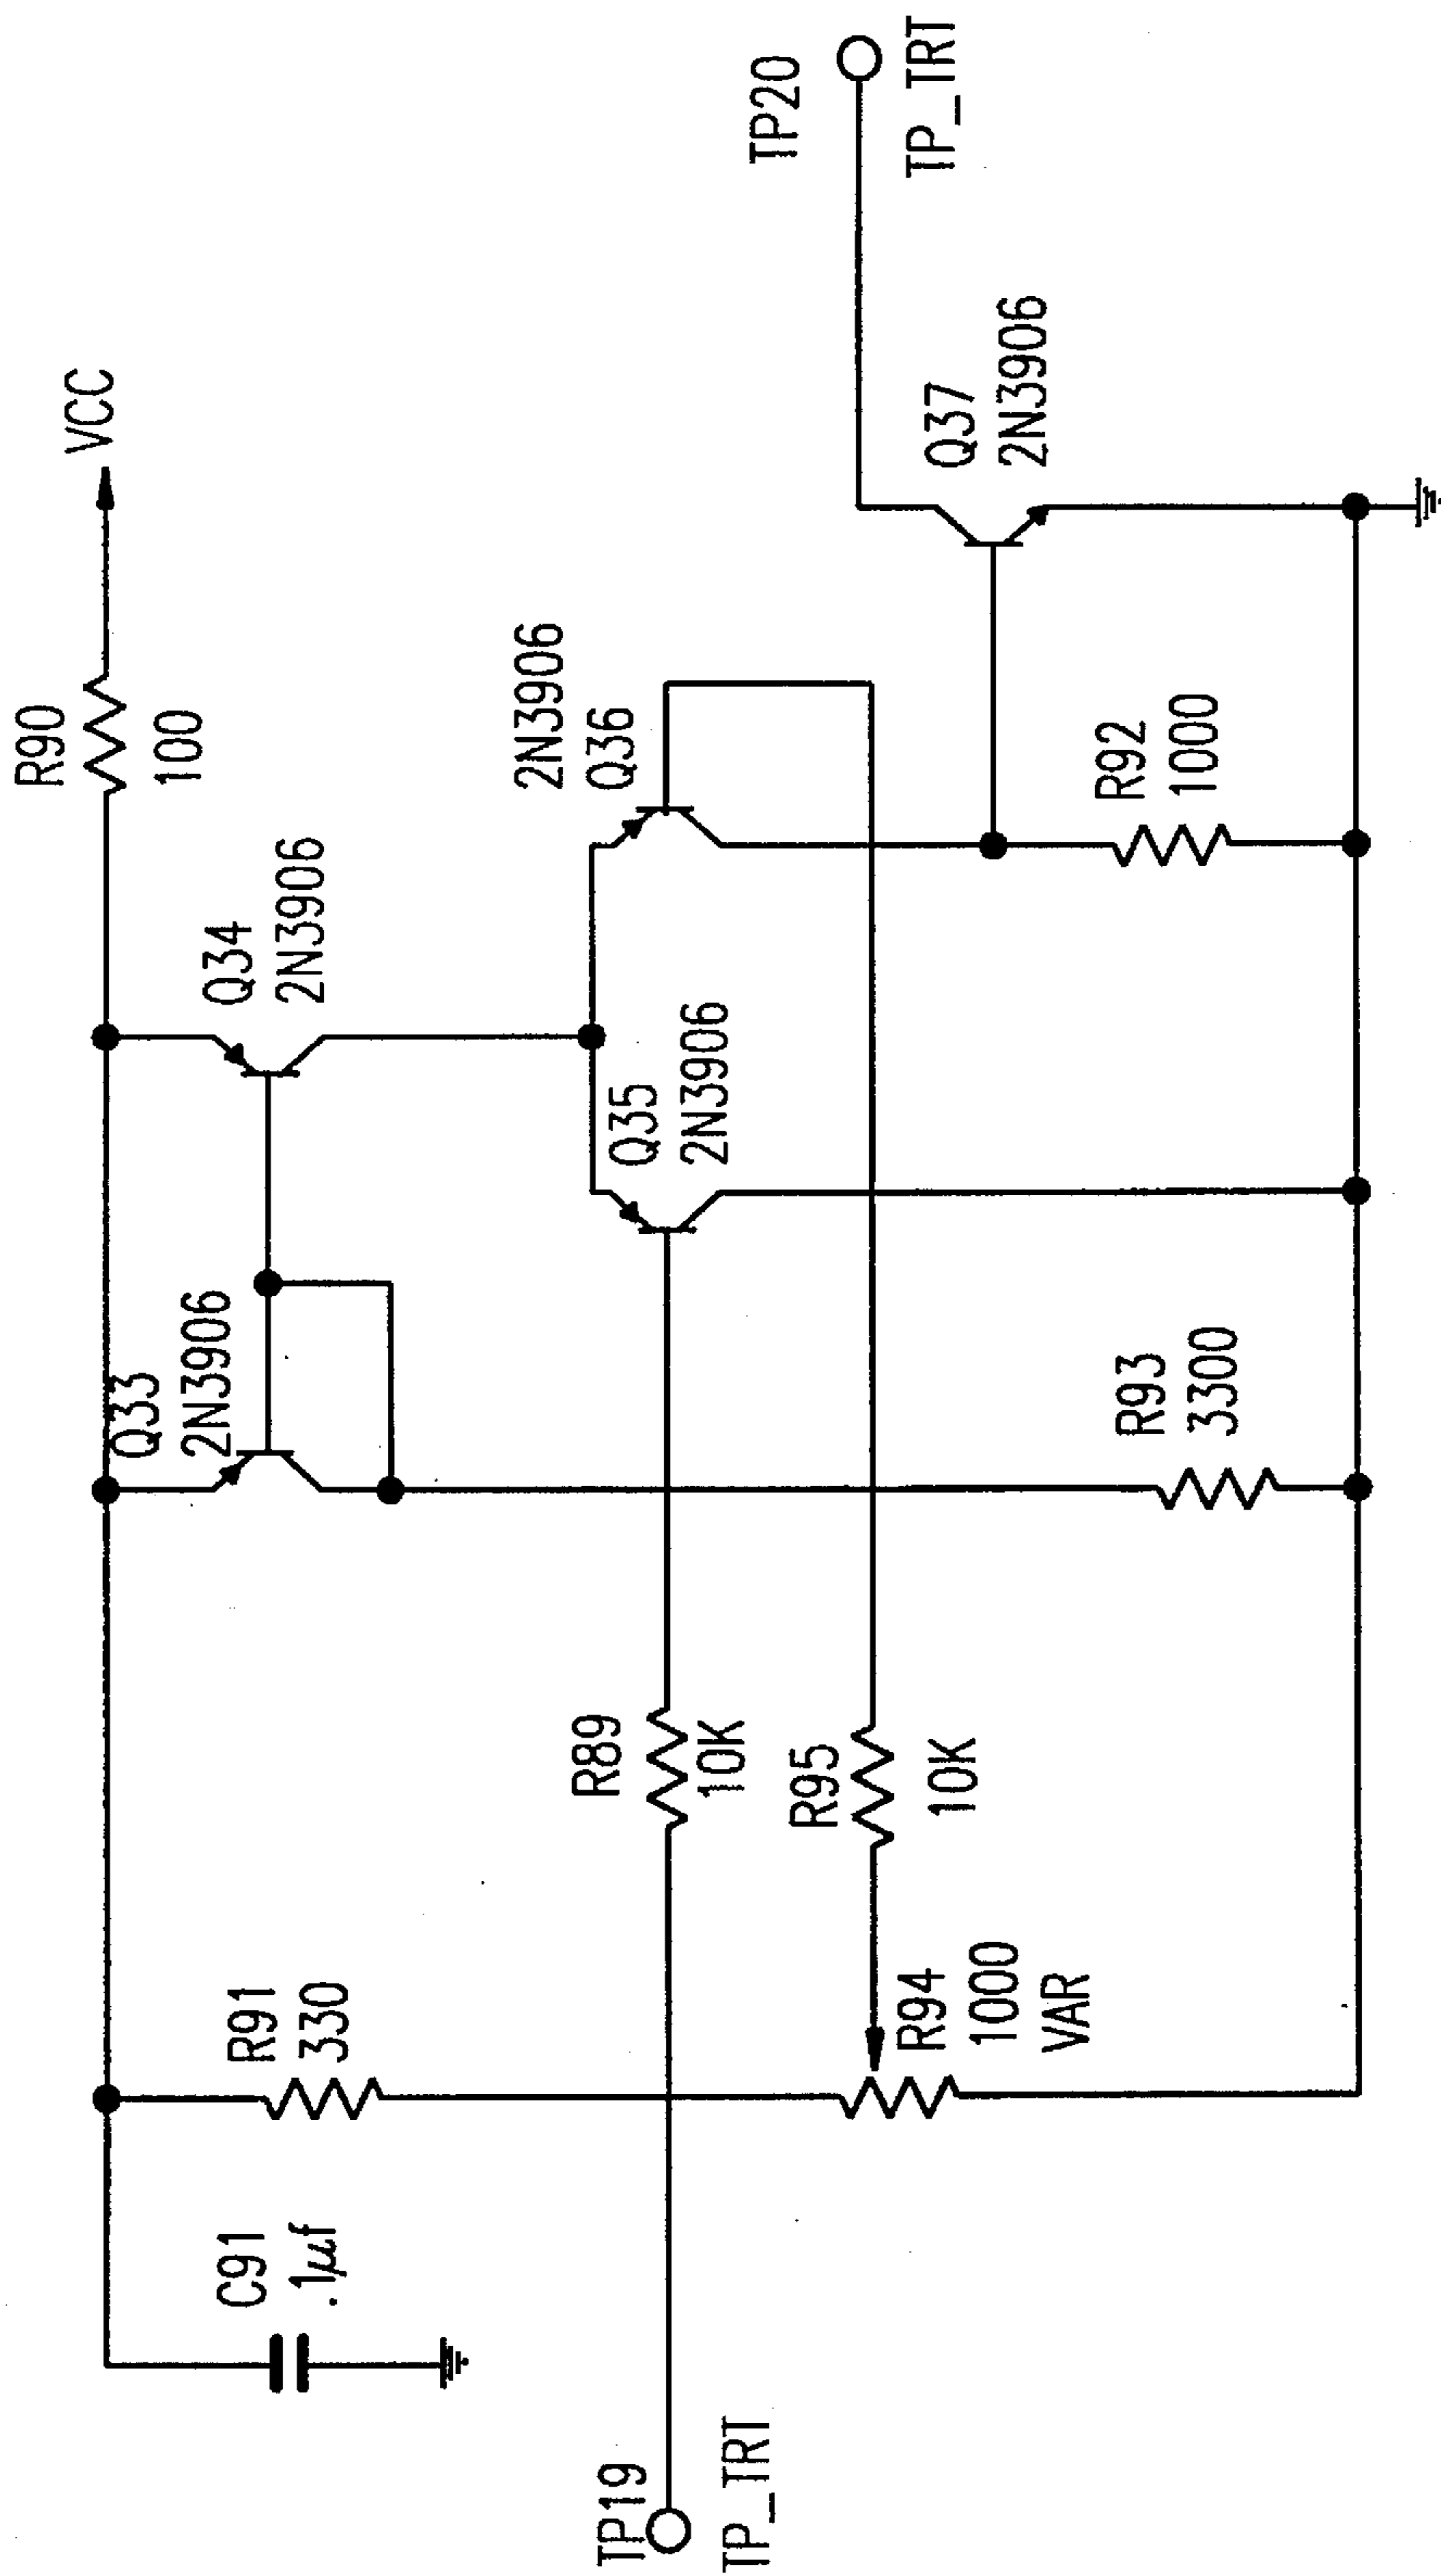 R90
100
VCC
Q34
2N3906
Q33
2N3906
C91
.1µf
R91
330
2N3906
Q36
Q35
2N3906
TP19
TP_TRT
R89
10K
TP20
TP_TRT
R95
10K
Q37
2N3906
R94
1000
VAR
R93
3300
R92
1000